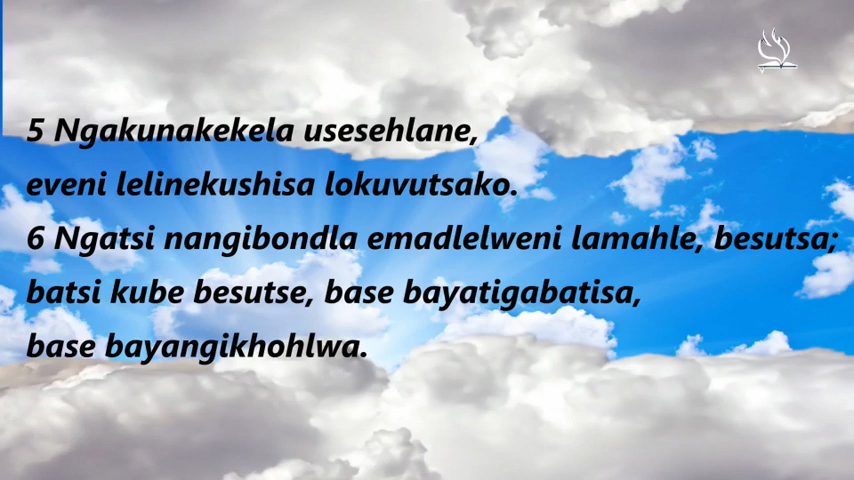 5 Ngakunakekela usesehlane,
eveni lelinekushisa lokuvutsako.
6 Ngatsi nangibondla emadlelweni lamahle, besutsa;
batsi kube besutse, base bayatigabatisa,
base bayangikhohlwa.